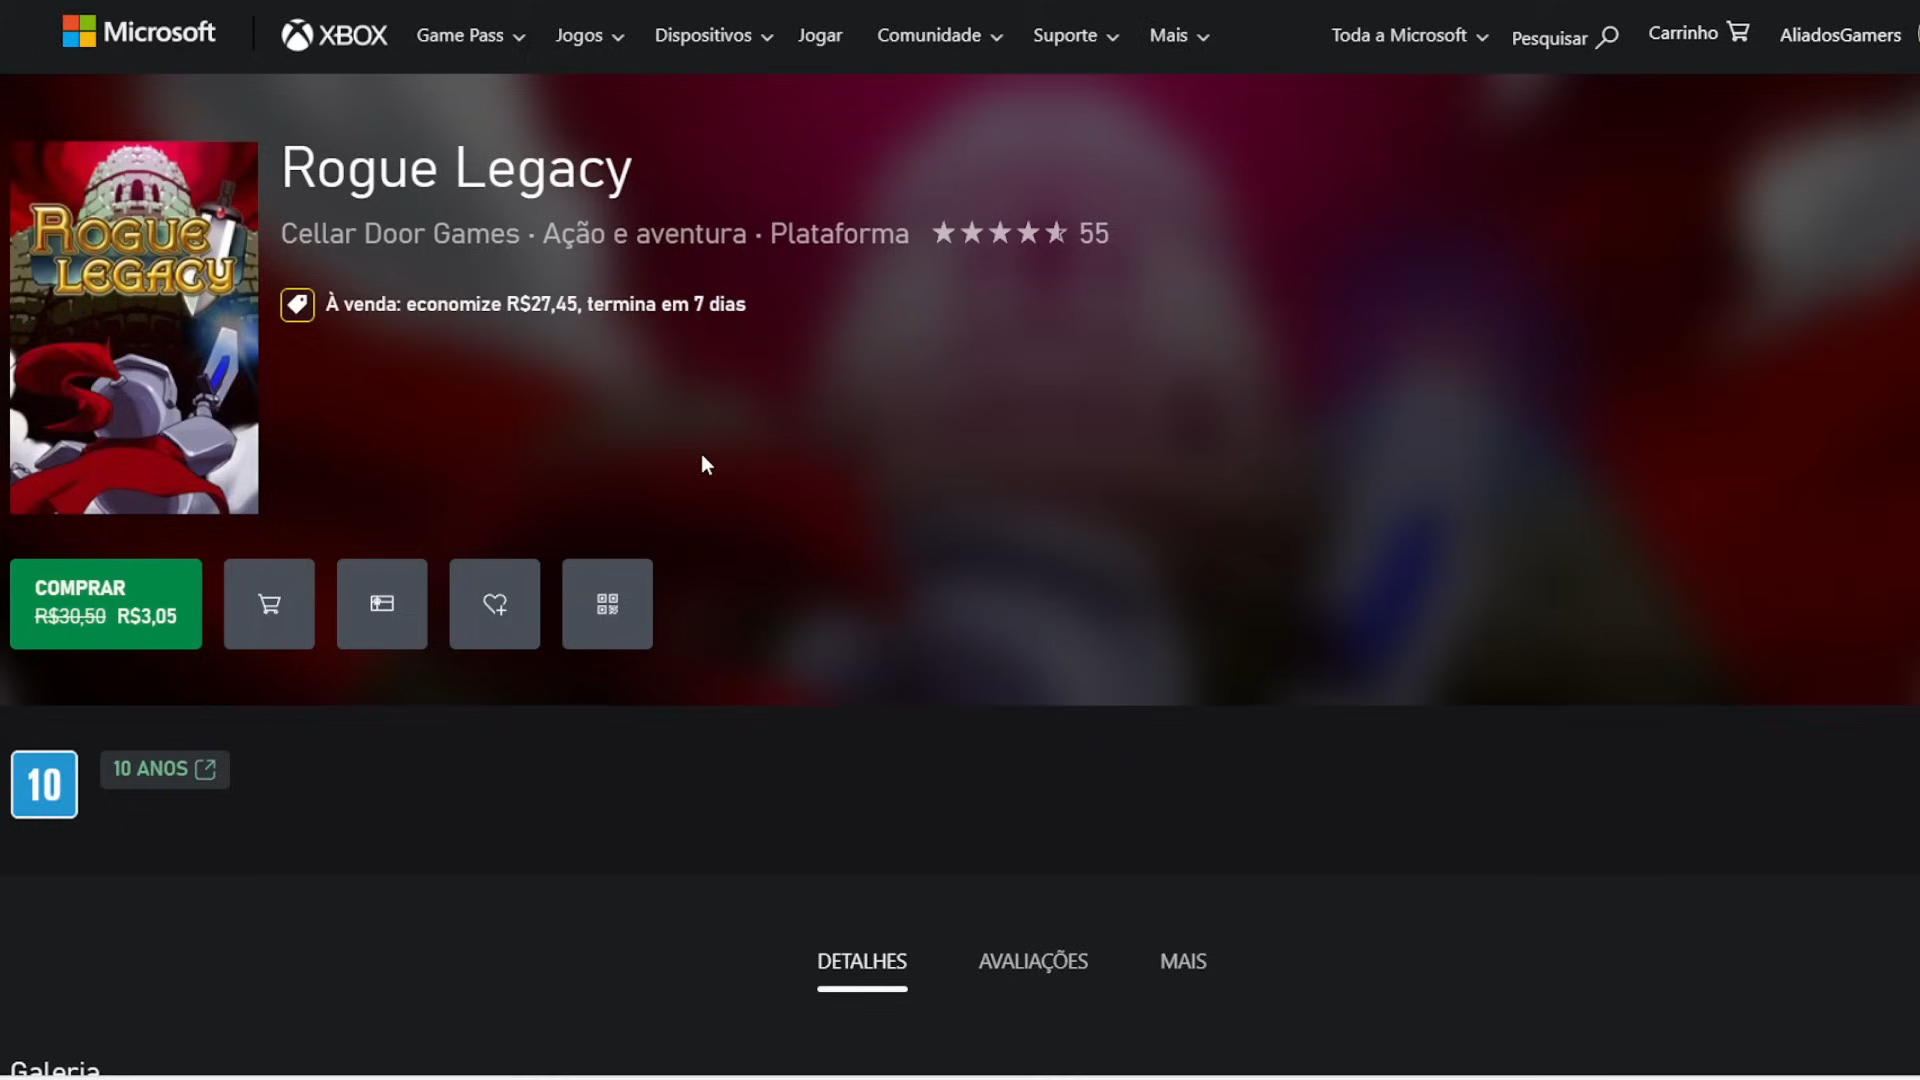 Microsoft XBOX Game Pass Jogos Dispositivos Jogar Comunidade Suporte Mais Toda a Microsoft Pesquisar Carrinho AliadosGamers
ROGUE
LEGACY
Rogue Legacy
Cellar Door Games · Ação e aventura · Plataforma 55
À venda: economize R$27,45, termina em 7 dias
COMPRAR
R$30,50 R$3,05
10 10 ANOS
DETALHES AVALIAÇÕES MAIS
Galeria